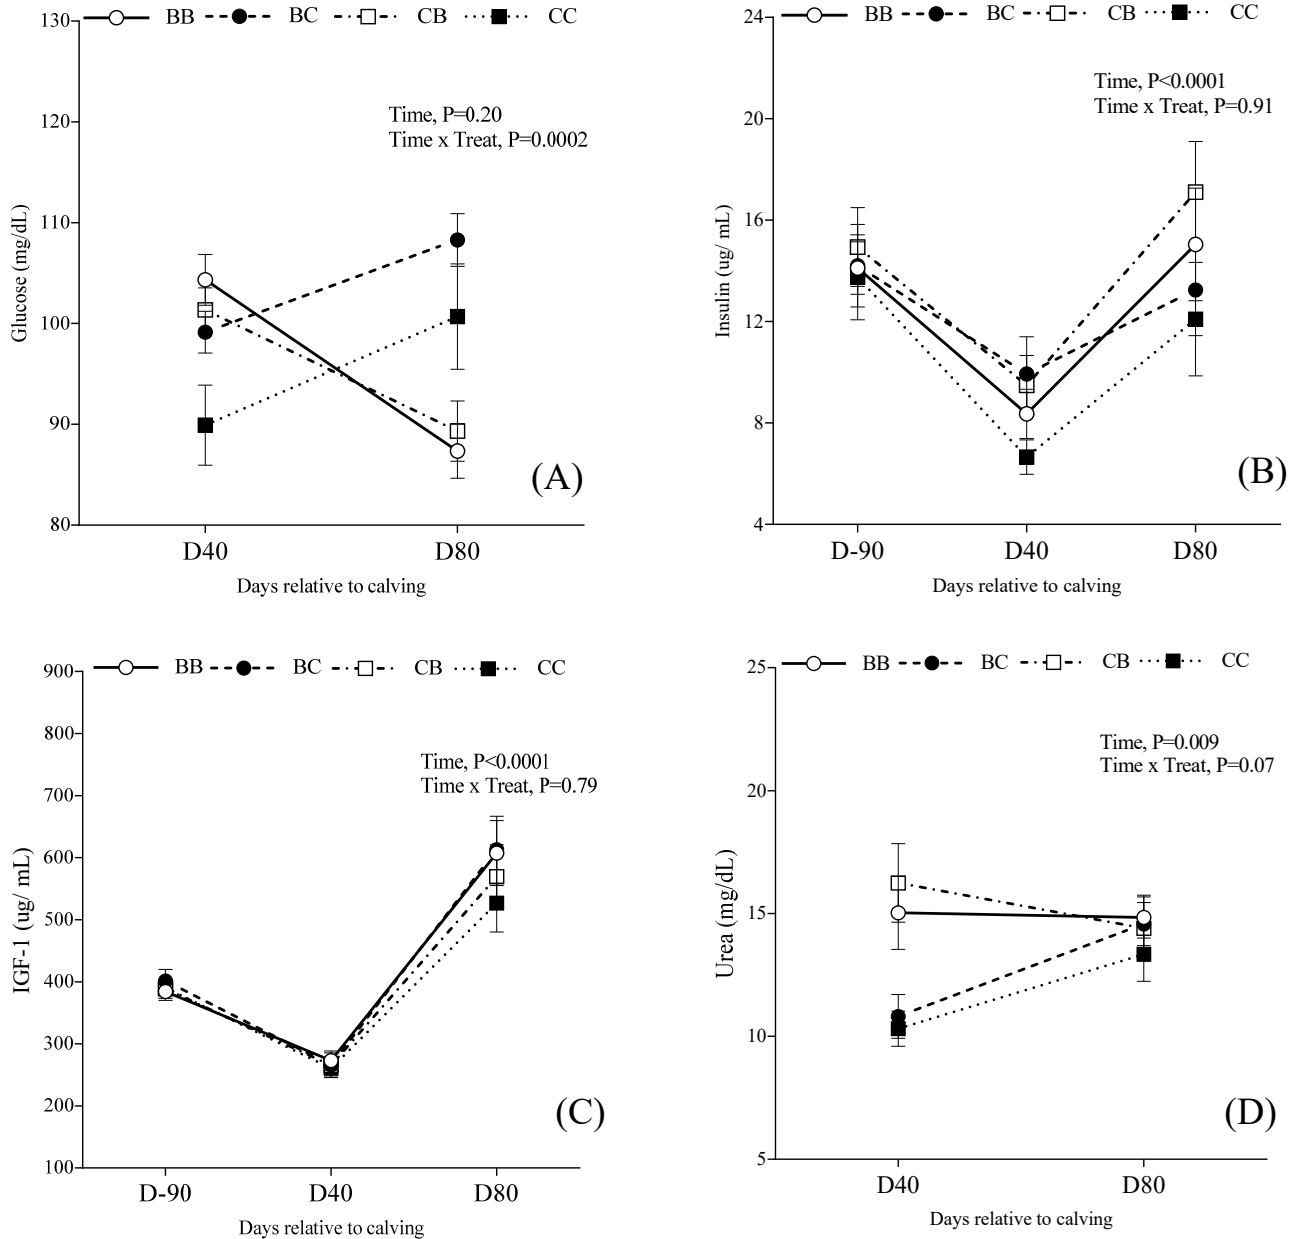 BB BC CB CC
130
120
110
100
90
80
Glucose (mg/dL)
Time, P=0.20
Time x Treat, P=0.0002
(A)
D40 D80
Days relative to calving
BB BC CB CC
24
20
16
12
8
4
Insulin (ug/ mL)
Time, P<0.0001
Time x Treat, P=0.91
(B)
D-90 D40 D80
Days relative to calving
BB BC CB CC
900
800
700
600
500
400
300
200
100
IGF-1 (ug/ mL)
Time, P<0.0001
Time x Treat, P=0.79
(C)
D-90 D40 D80
Days relative to calving
BB BC CB CC
25
20
15
10
5
Urea (mg/dL)
Time, P=0.009
Time x Treat, P=0.07
(D)
D40 D80
Days relative to calving